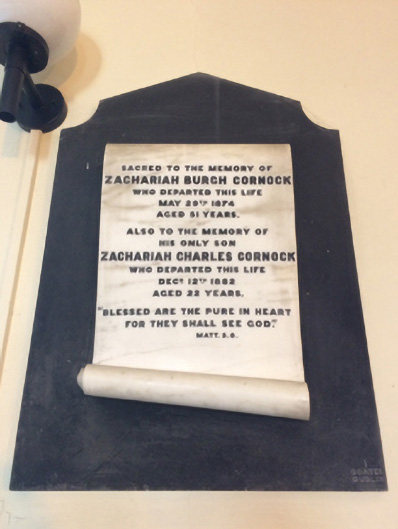 SACRED TO THE MEMORY OF
ZACHARIAH BURGH CORNOCK
WHO DEPARTED THIS LIFE
MAY 29TH 1874
AGED 51 YEARS.
ALSO TO THE MEMORY OF
HIS ONLY SON
ZACHARIAH CHARLES CORNOCK
WHO DEPARTED THIS LIFE
DECR 12TH 1882
AGED 22 YEARS.
"BLESSED ARE THE PURE IN HEART
FOR THEY SHALL SEE GOD."
MATT. 5.8.
DUBLIN